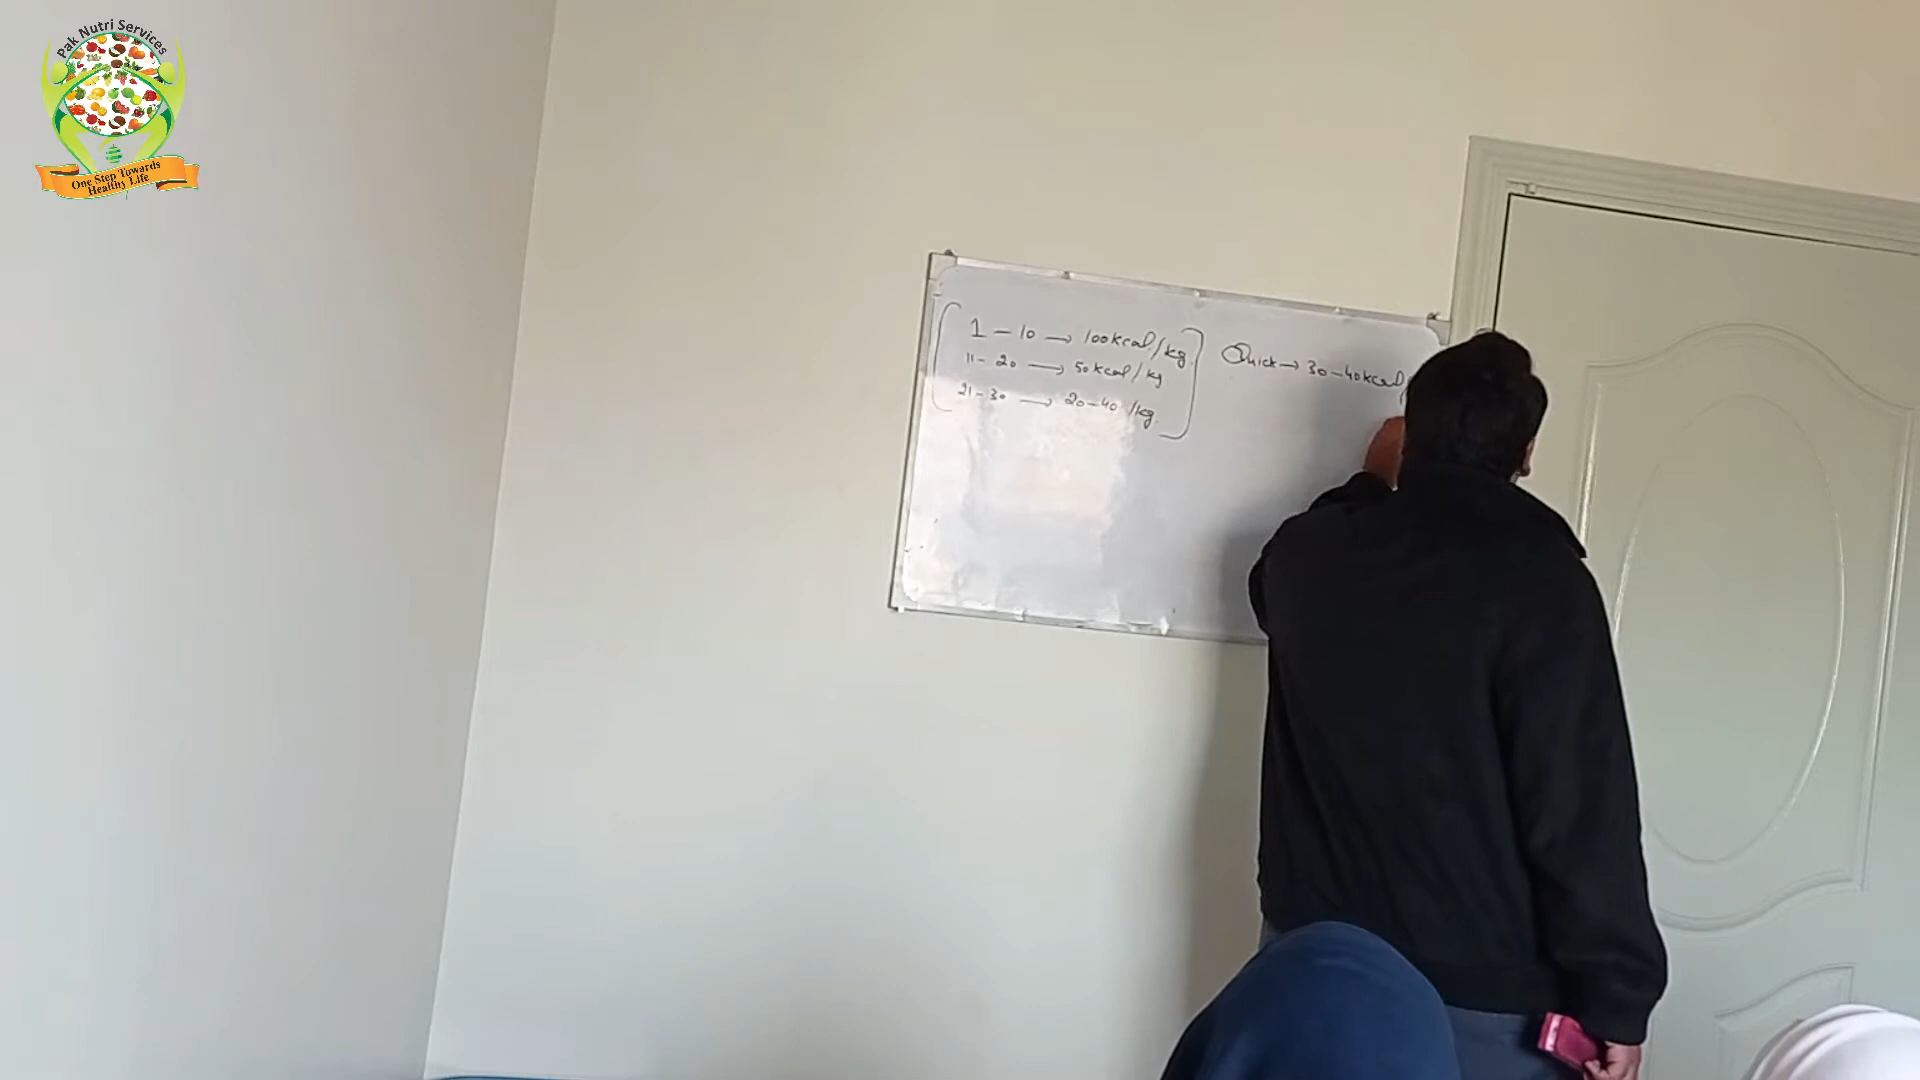 Pak Nutri Services
One Step Towards
Healthy Life
1 – 10 → 100kcal/kg
11 – 20 → 50kcal/kg
21 – 30 → 20–40/kg
Quick → 30–40kcal